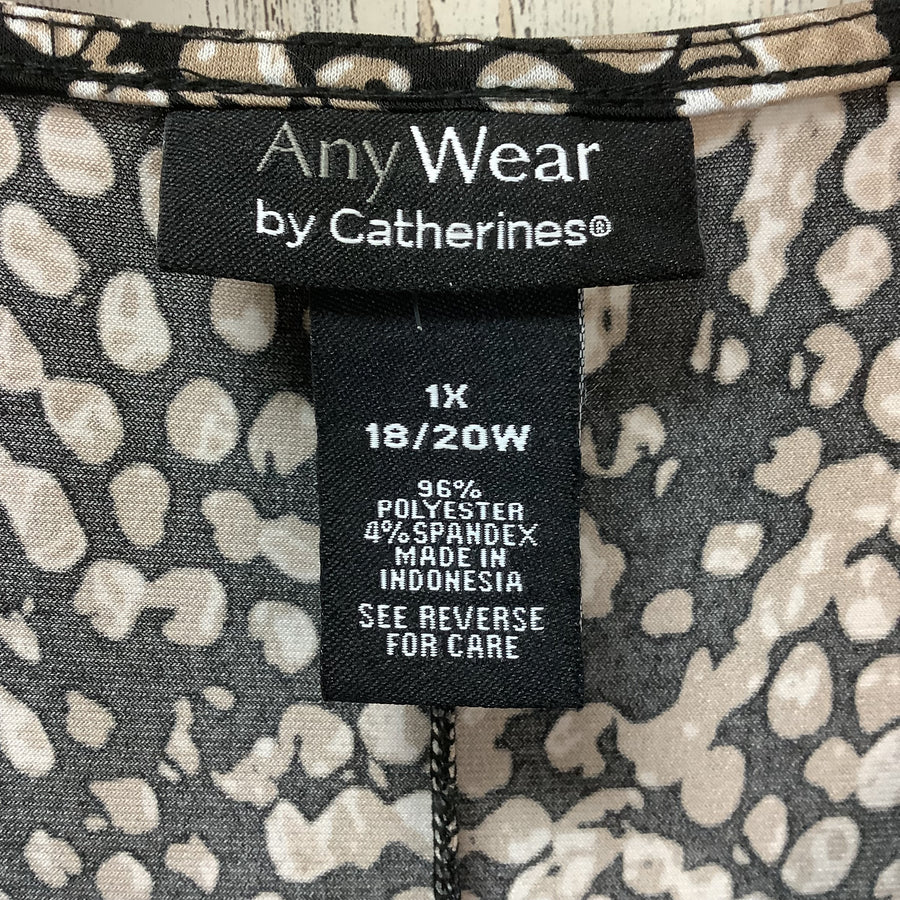 Any Wear
by Catherines®
1X
18/20W
96%
POLYESTER
4%SPANDEX
MADE IN
INDONESIA
SEE REVERSE
FOR CARE